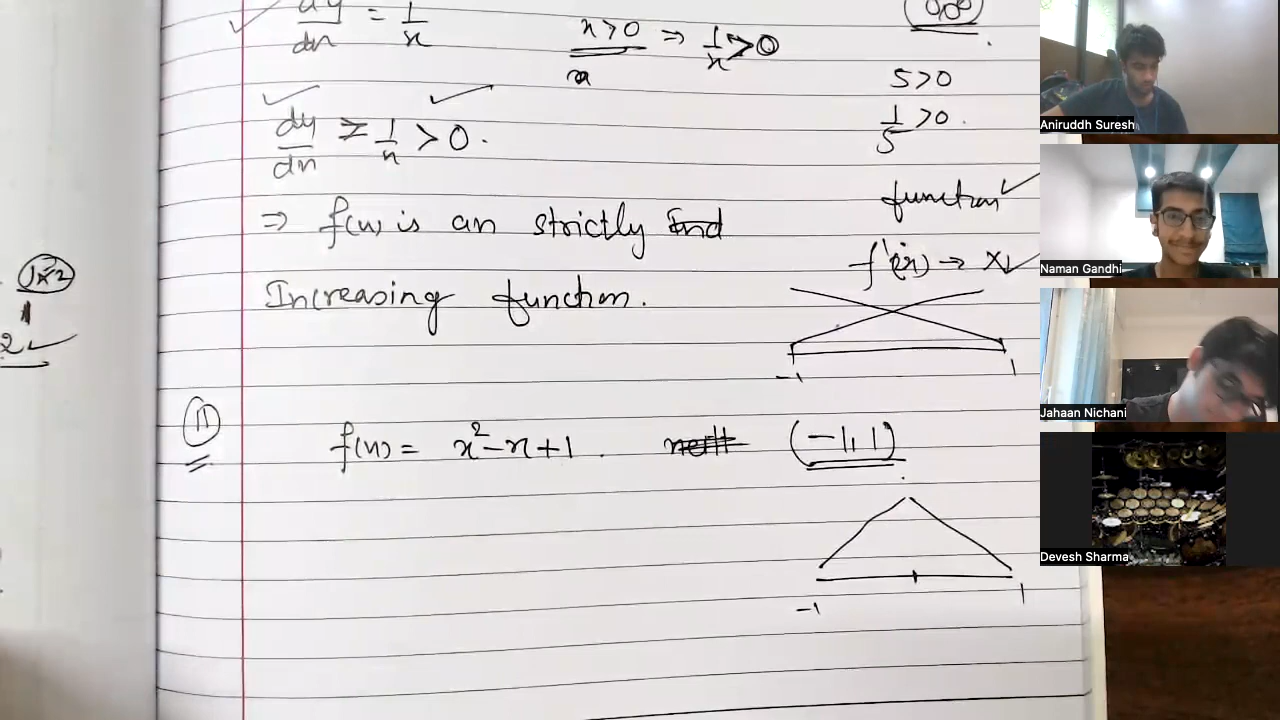 dy/dx = 1/x
x>0 ⇒ 1/x >0
(0,∞)
5>0
1/5 >0.
dy/dx = 1/x > 0.
function
⇒ f(x) is an strictly
f'(x) →
Increasing function.
2
-1 1
(11)
f(x) = x²-x+1. (-1,1)
-1 1
Aniruddh Suresh
Naman Gandhi
Jahaan Nichani
Devesh Sharma